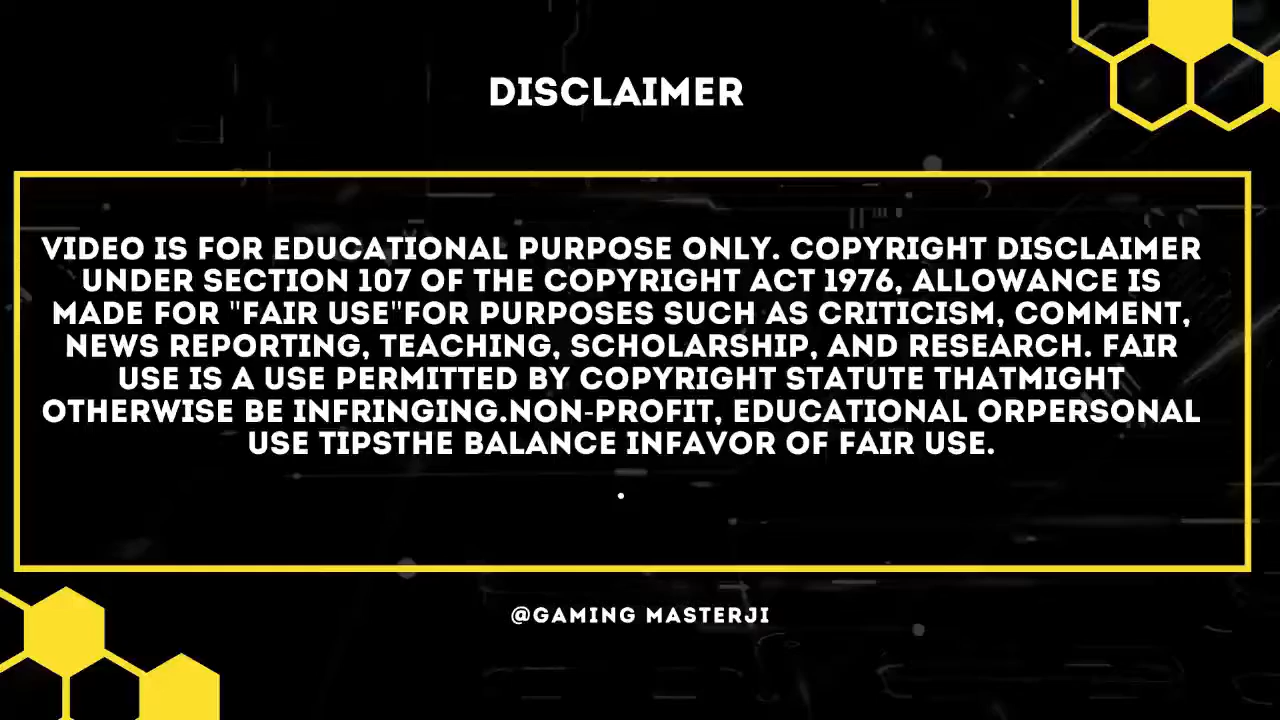 DISCLAIMER
VIDEO IS FOR EDUCATIONAL PURPOSE ONLY. COPYRIGHT DISCLAIMER
UNDER SECTION 107 OF THE COPYRIGHT ACT 1976, ALLOWANCE IS
MADE FOR "FAIR USE"FOR PURPOSES SUCH AS CRITICISM, COMMENT,
NEWS REPORTING, TEACHING, SCHOLARSHIP, AND RESEARCH. FAIR
USE IS A USE PERMITTED BY COPYRIGHT STATUTE THATMIGHT
OTHERWISE BE INFRINGING.NON-PROFIT, EDUCATIONAL ORPERSONAL
USE TIPSTHE BALANCE INFAVOR OF FAIR USE.
.
@GAMING MASTERJI